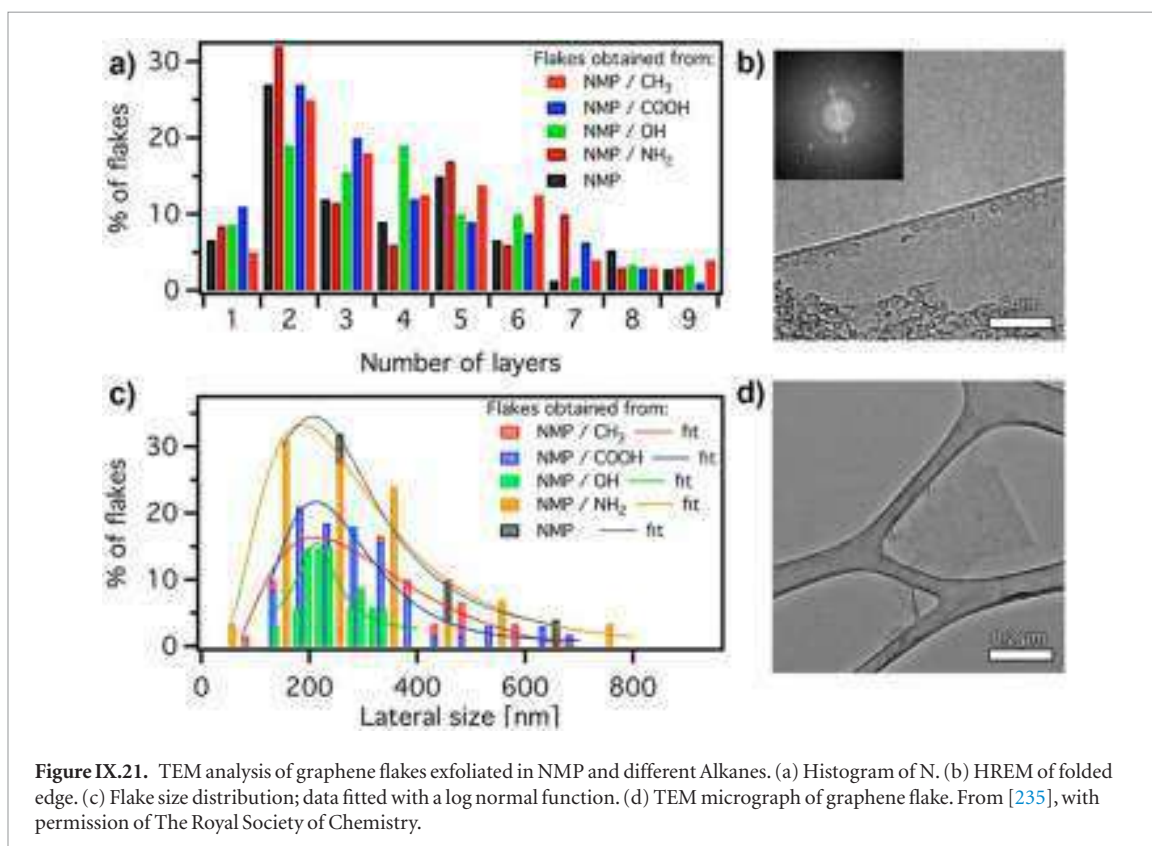 a)
% of flakes
30
20
10
0
Flakes obtained from:
NMP / CH3
NMP / COOH
NMP / OH
NMP / NH2
NMP
1 2 3 4 5 6 7 8 9
Number of layers
b)
c)
% of flakes
30
20
10
0
Flakes obtained from:
NMP / CH3 fit
NMP / COOH fit
NMP / OH fit
NMP / NH2 fit
NMP fit
0 200 400 600 800
Lateral size [nm]
d)
Figure IX.21. TEM analysis of graphene flakes exfoliated in NMP and different Alkanes. (a) Histogram of N. (b) HREM of folded
edge. (c) Flake size distribution; data fitted with a log normal function. (d) TEM micrograph of graphene flake. From [235], with
permission of The Royal Society of Chemistry.